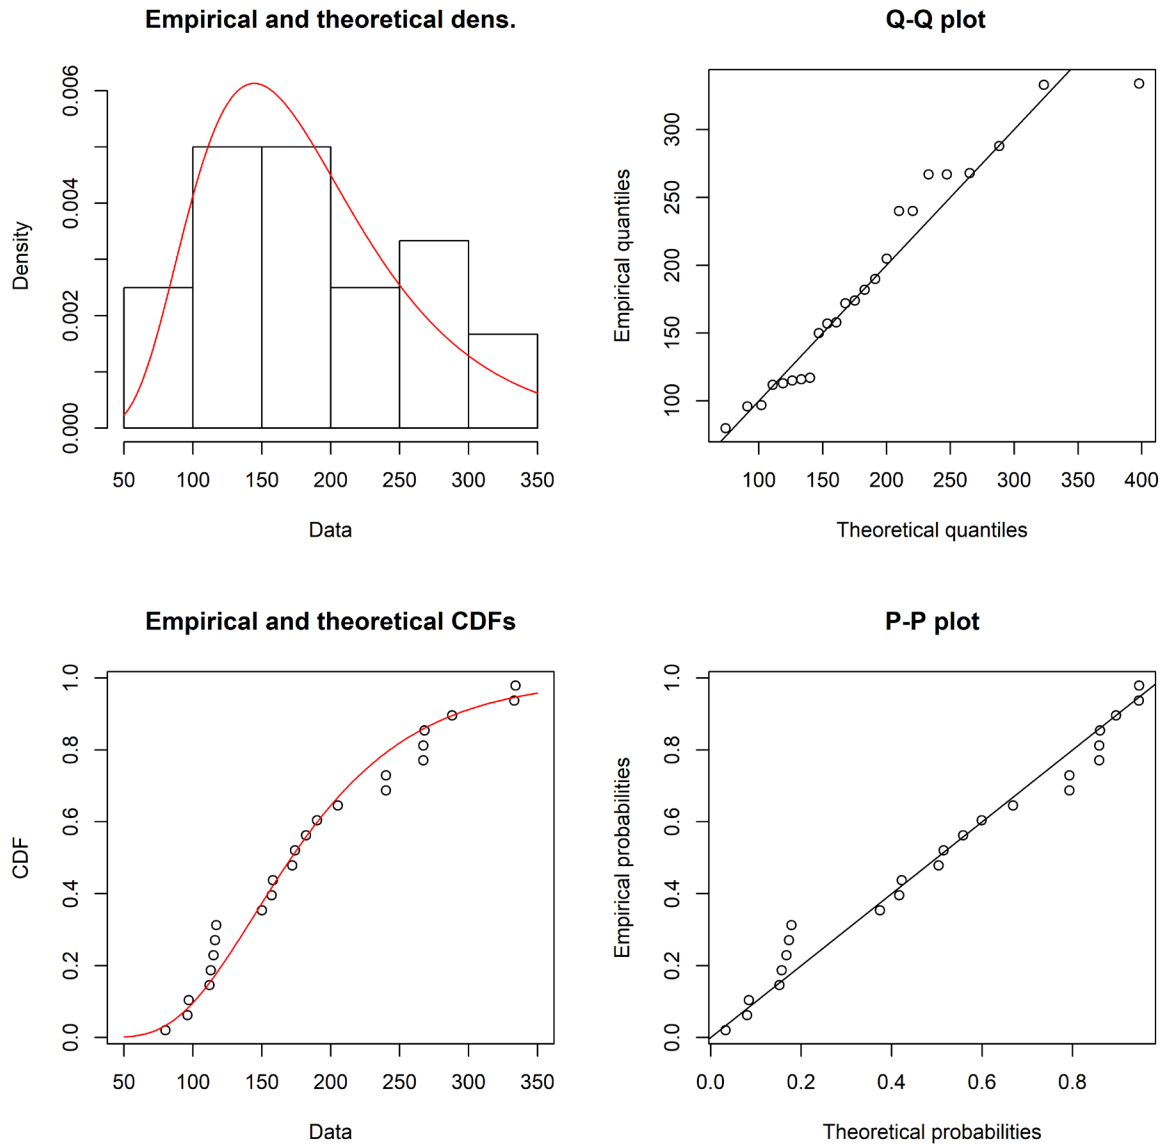 Empirical and theoretical dens.
Density
0.000 0.002 0.004 0.006
50 100 150 200 250 300 350
Data
Q-Q plot
Empirical quantiles
100 150 200 250 300
100 150 200 250 300 350 400
Theoretical quantiles
Empirical and theoretical CDFs
CDF
0.0 0.2 0.4 0.6 0.8 1.0
50 100 150 200 250 300 350
Data
P-P plot
Empirical probabilities
0.0 0.2 0.4 0.6 0.8 1.0
0.0 0.2 0.4 0.6 0.8
Theoretical probabilities